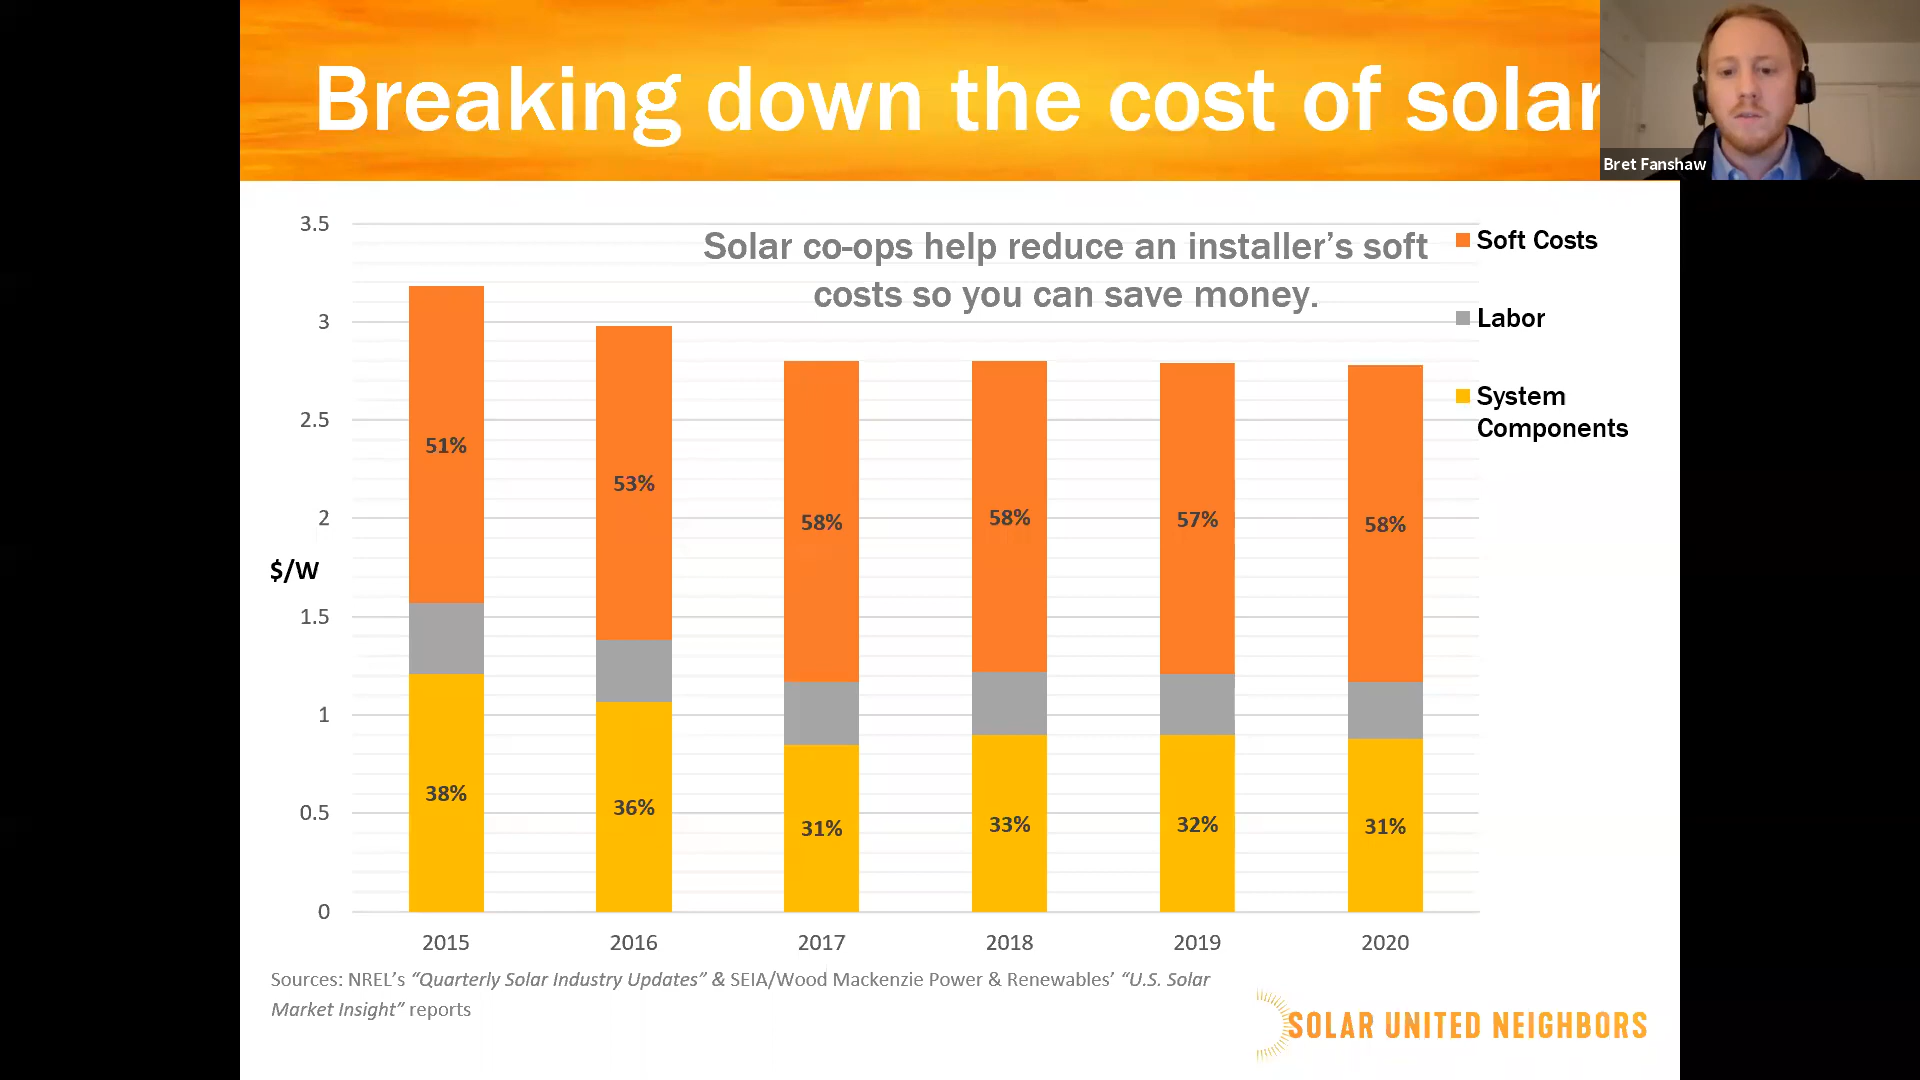 Breaking down the cost of solar
Bret Fanshaw
Solar co-ops help reduce an installer’s soft
costs so you can save money.
Soft Costs
Labor
System
Components
3.5
3
2.5
2
$/W
1.5
1
0.5
0
51%
53%
58%
58%
57%
58%
38%
36%
31%
33%
32%
31%
2015
2016
2017
2018
2019
2020
Sources: NREL’s “Quarterly Solar Industry Updates” & SEIA/Wood Mackenzie Power & Renewables’ “U.S. Solar
Market Insight” reports
SOLAR UNITED NEIGHBORS